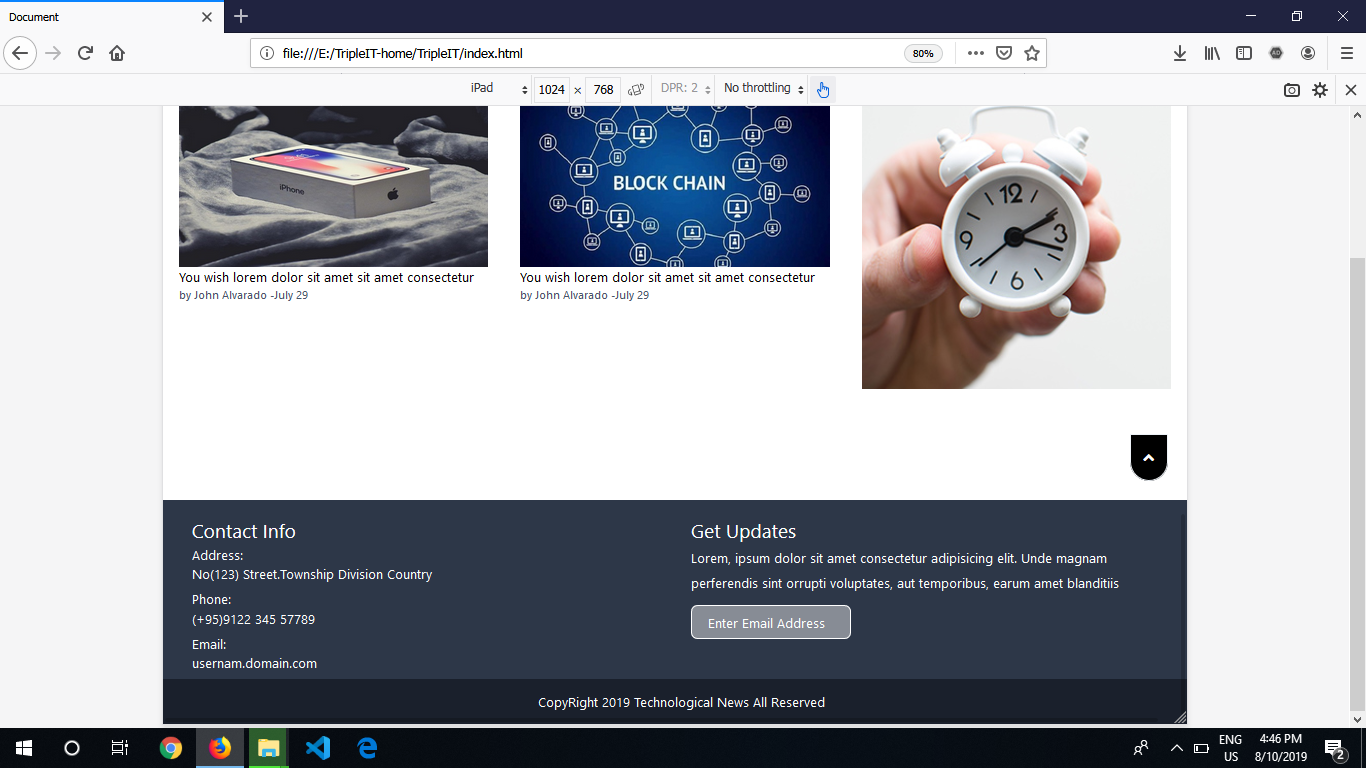 Document
file:///E:/TripleIT-home/TripleIT/index.html
80%
iPad
1024 × 768
DPR: 2
No throttling
iPhone
BLOCK CHAIN
12
3
6
9
You wish lorem dolor sit amet sit amet consectetur
by John Alvarado -July 29
You wish lorem dolor sit amet sit amet consectetur
by John Alvarado -July 29
Contact Info
Address:
No(123) Street.Township Division Country
Phone:
(+95)9122 345 57789
Email:
usernam.domain.com
Get Updates
Lorem, ipsum dolor sit amet consectetur adipisicing elit. Unde magnam
perferendis sint orrupti voluptates, aut temporibus, earum amet blanditiis
Enter Email Address
CopyRight 2019 Technological News All Reserved
ENG
US
4:46 PM
8/10/2019
2